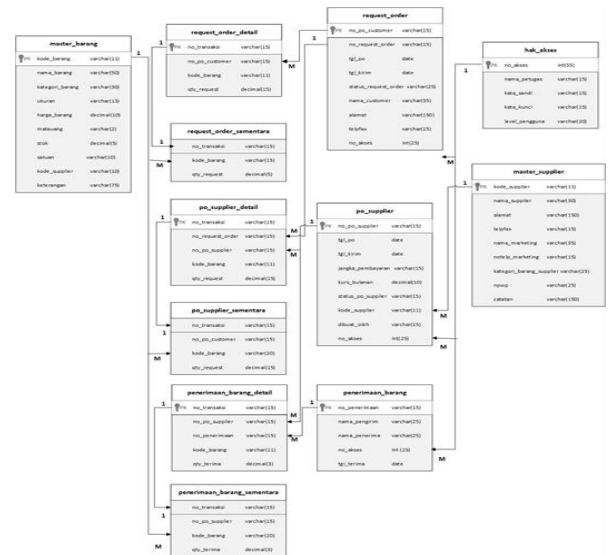 master_barang
PK kode_barang varchar(11)
nama_barang varchar(50)
kategori_barang varchar(30)
ukuran varchar(13)
harga_barang decimal(10)
matauang varchar(2)
stok decimal(5)
satuan varchar(10)
kode_supplier varchar(10)
keterangan varchar(75)
request_order_detail
PK no_transaksi varchar(15)
no_po_customer varchar(15)
kode_barang varchar(11)
qty_request decimal(15)
request_order_sementara
no_transaksi varchar(15)
kode_barang varchar(15)
qty_request decimal(5)
po_supplier_detail
PK no_transaksi varchar(15)
no_request_order varchar(15)
no_po_supplier varchar(15)
kode_barang varchar(11)
qty_request decimal(15)
po_supplier_sementara
no_transaksi varchar(15)
no_po_customer varchar(15)
kode_barang varchar(20)
qty_request decimal(15)
penerimaan_barang_detail
PK no_transaksi varchar(15)
no_po_supplier varchar(15)
no_penerimaan varchar(15)
kode_barang varchar(11)
qty_terima decimal(3)
penerimaan_barang_sementara
no_transaksi varchar(15)
no_po_supplier varchar(15)
kode_barang varchar(20)
qty_terima decimal(3)
request_order
PK no_po_customer varchar(15)
no_request_order varchar(15)
tgl_po date
tgl_kirim date
status_request_order varchar(25)
nama_customer varchar(35)
alamat varchar(150)
telpfax varchar(15)
no_akses int(25)
po_supplier
PK no_po_supplier varchar(15)
tgl_po date
tgl_kirim date
jangka_pembayaran varchar(15)
kurs_bulanan decimal(10)
status_po_supplier varchar(15)
kode_supplier varchar(11)
dibuat_oleh varchar(15)
no_akses int(25)
penerimaan_barang
PK no_penerimaan varchar(15)
nama_pengirim varchar(25)
nama_penerima varchar(25)
no_akses int (25)
tgl_terima date
hak_akses
PK no_akses int(35)
nama_petugas varchar(15)
kata_sandi varchar(15)
kata_kunci varchar(15)
level_pengguna varchar(20)
master_supplier
PK kode_supplier varchar(11)
nama_supplier varchar(30)
alamat varchar(150)
telpfax varchar(15)
nama_marketing varchar(35)
notelp_marketing varchar(15)
kategori_barang_supplier varchar(25)
npwp varchar(25)
catatan varchar(150)